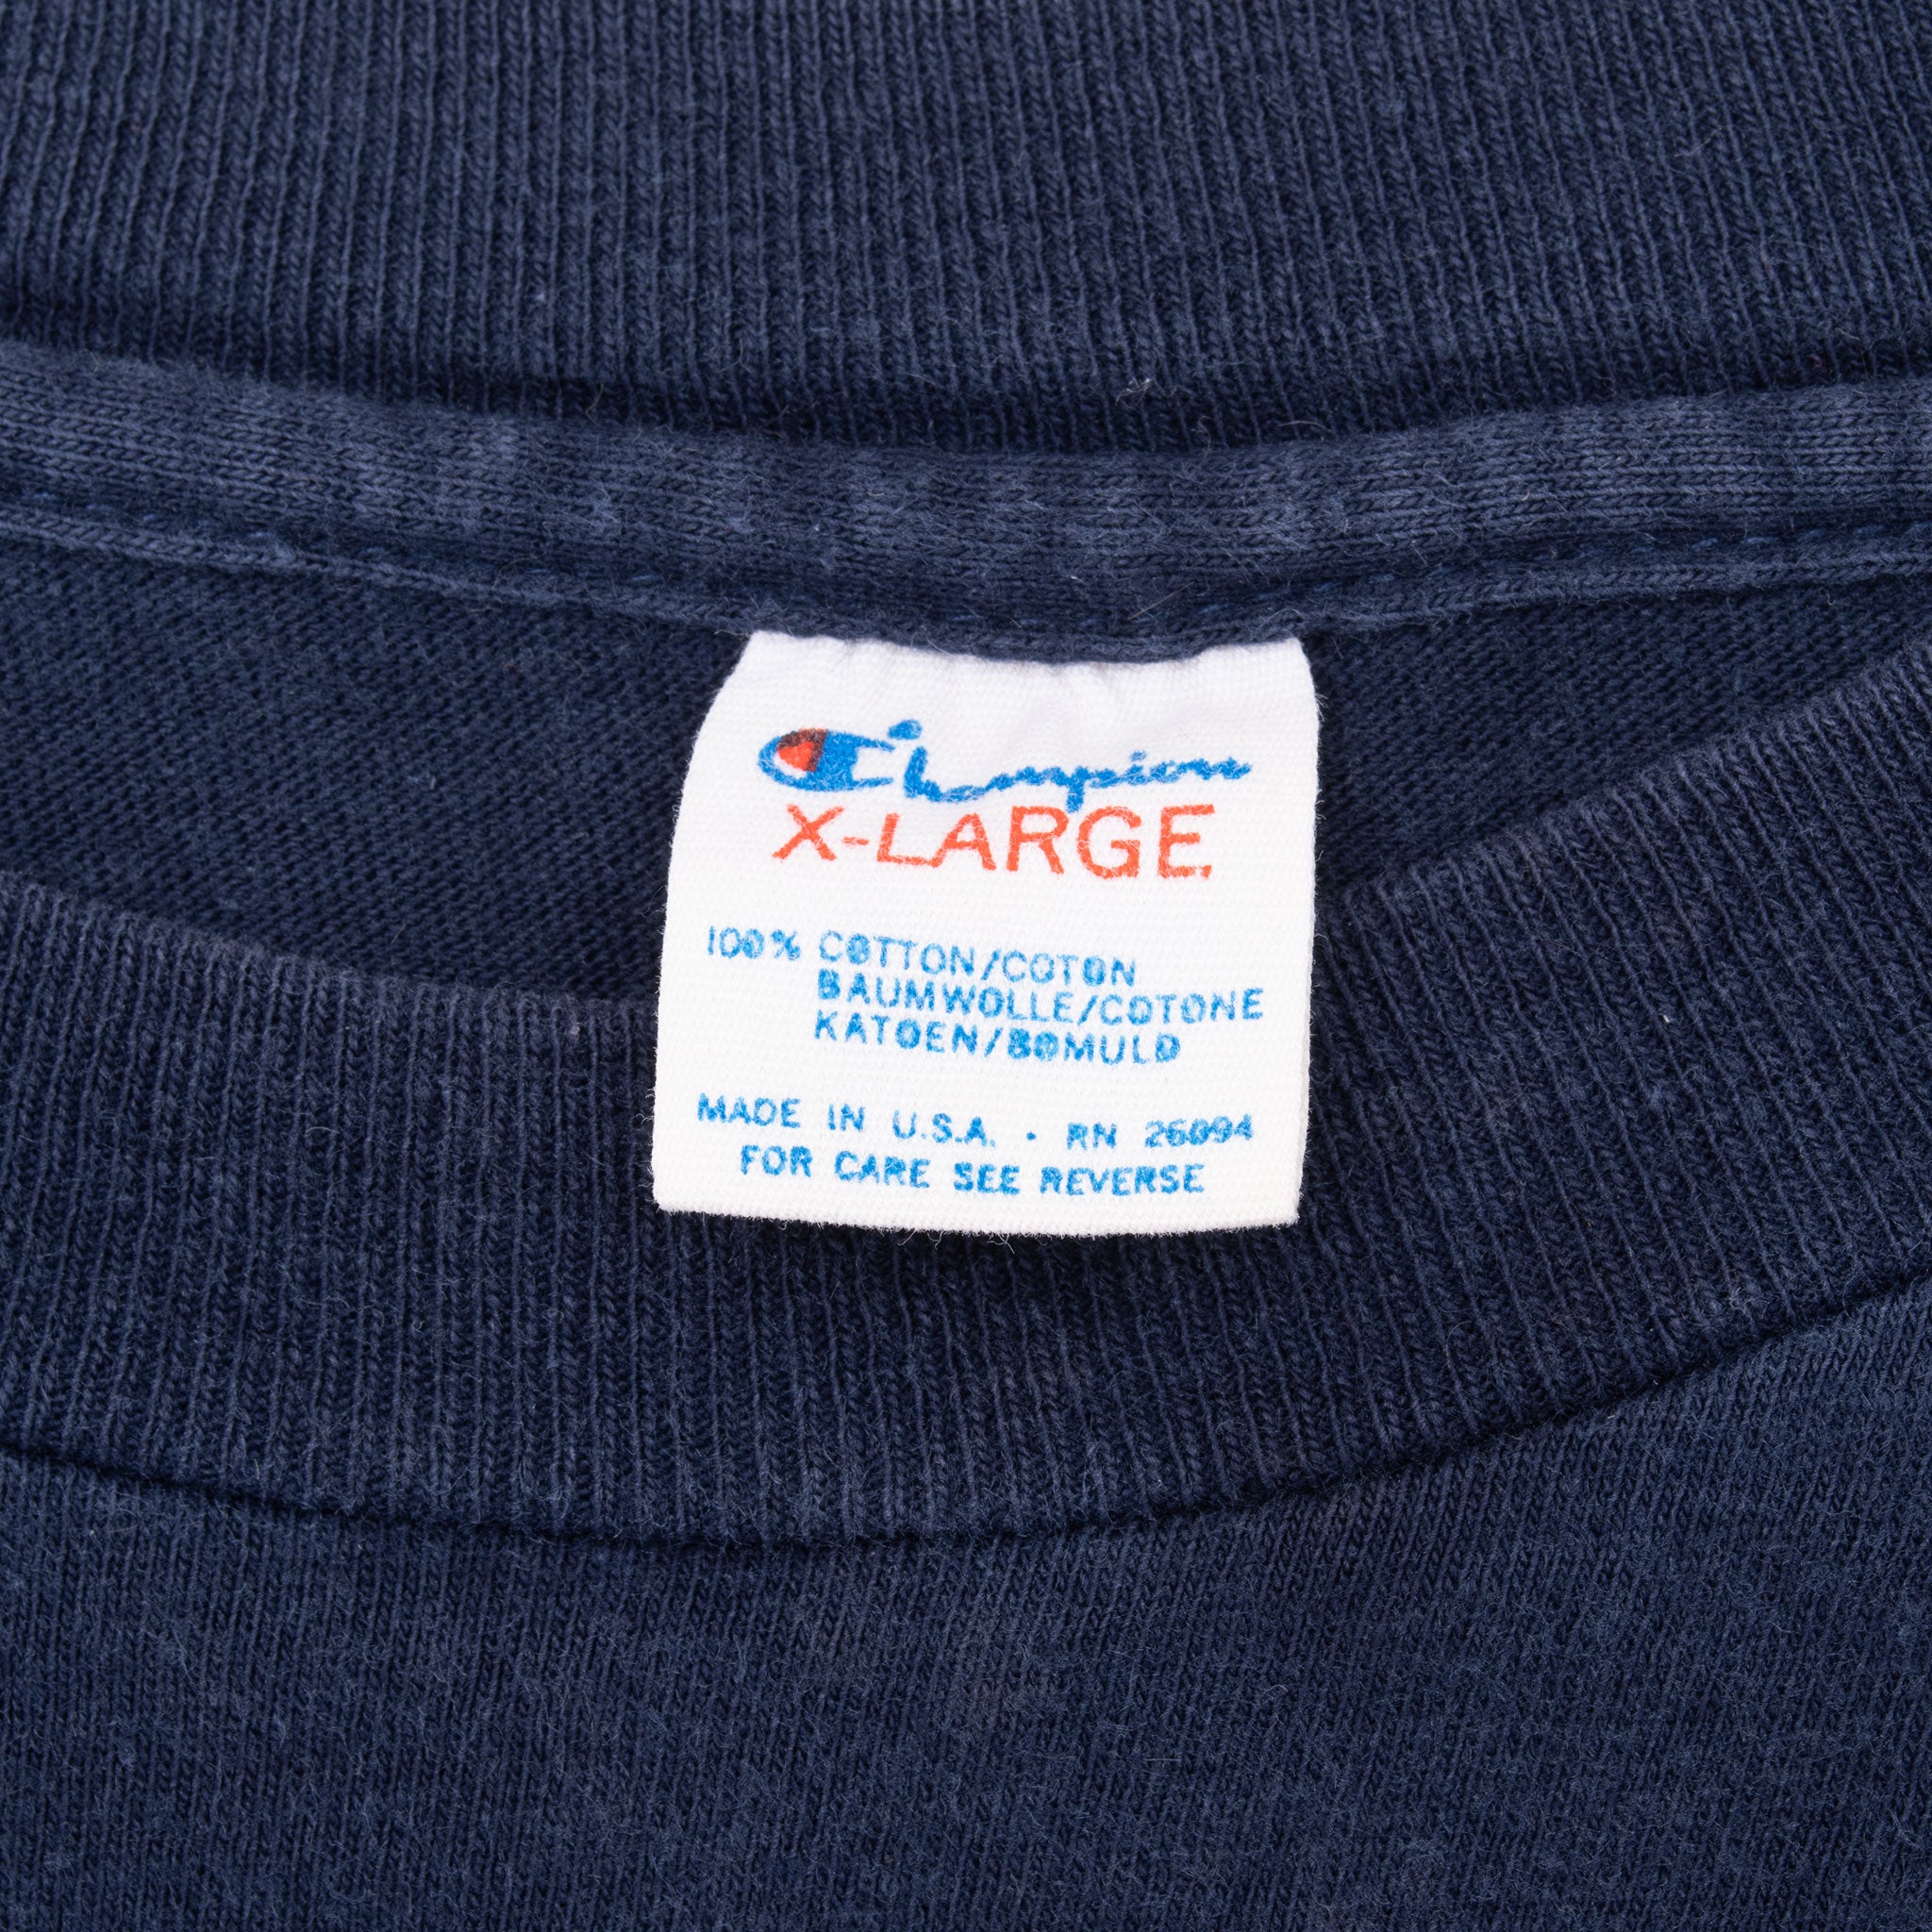 Champion
X-LARGE
100% COTTON/COTON
BAUMWOLLE/COTONE
KATOEN/BOMULD
MADE IN U.S.A. • RN 26094
FOR CARE SEE REVERSE